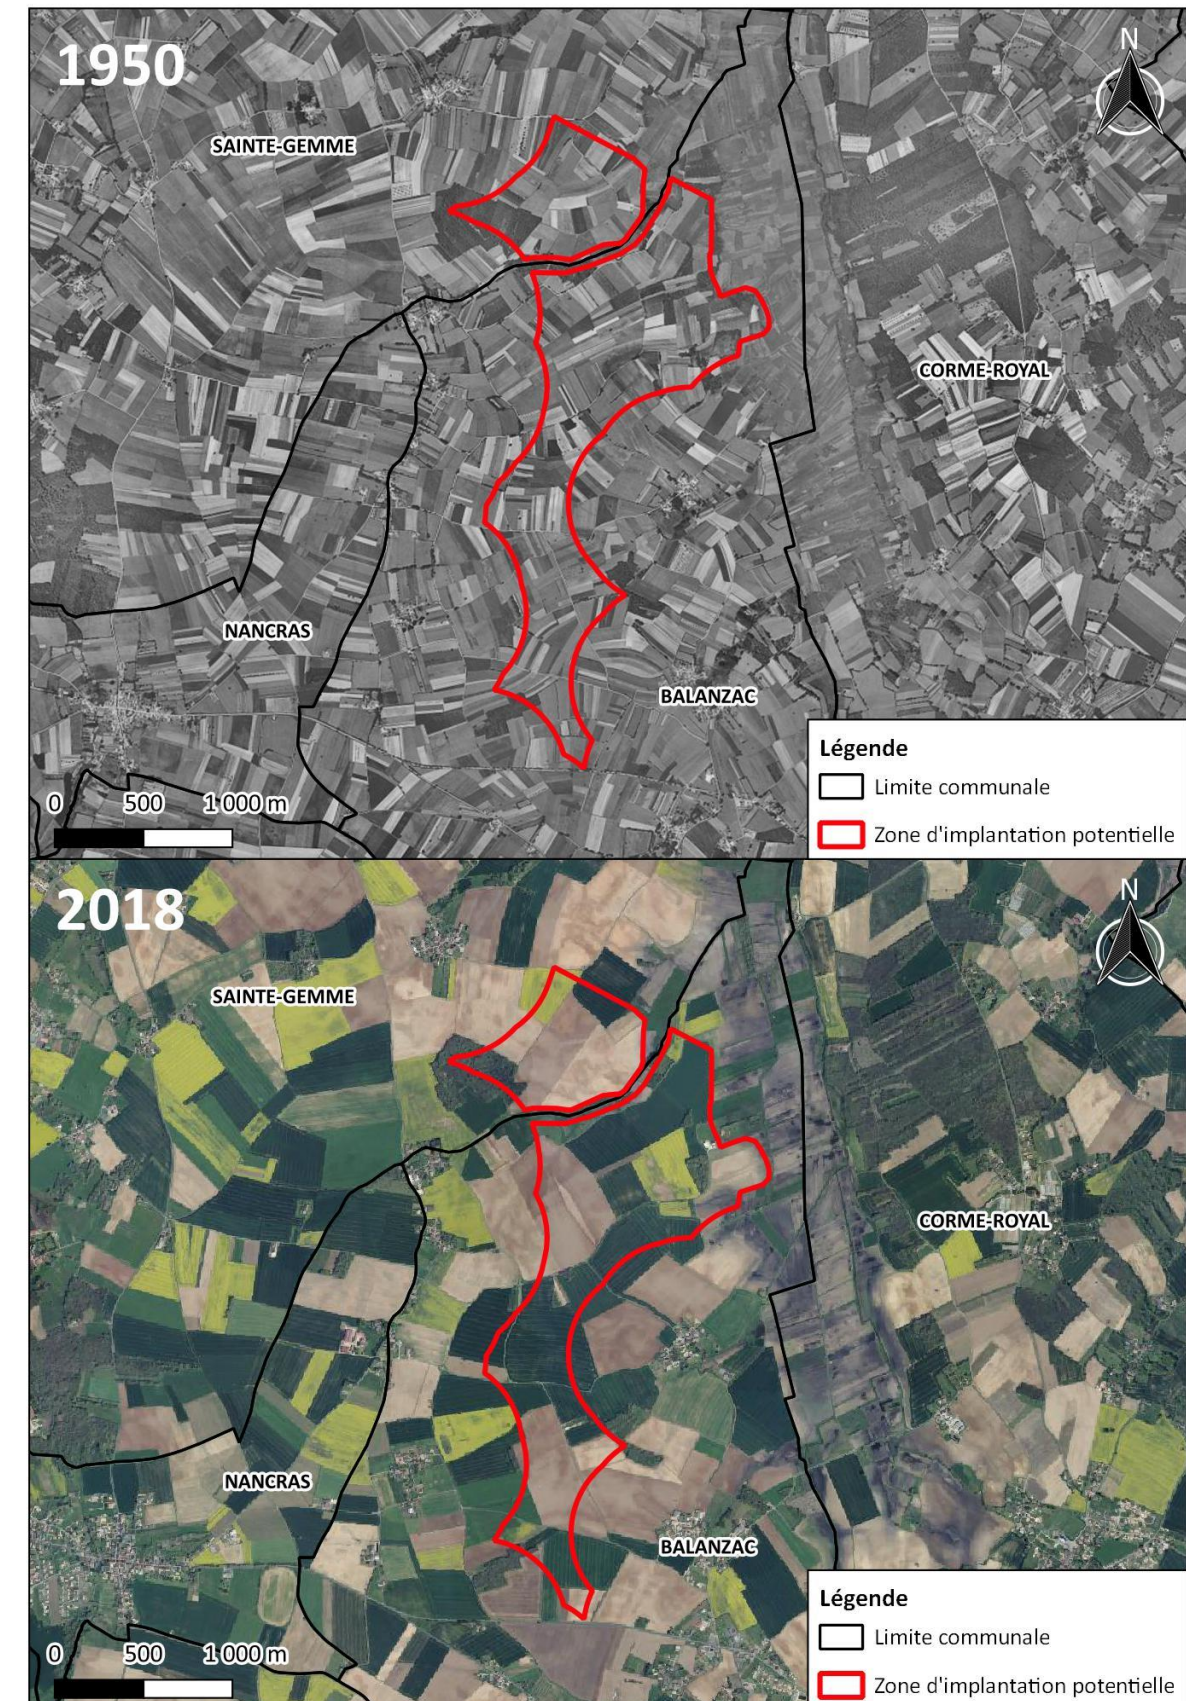 1950
N
SAINTE-GEMME
CORME-ROYAL
NANCRAS
BALANZAC
Légende
Limite communale
Zone d'implantation potentielle
0 500 1 000 m
2018
N
SAINTE-GEMME
CORME-ROYAL
NANCRAS
BALANZAC
Légende
Limite communale
Zone d'implantation potentielle
0 500 1 000 m